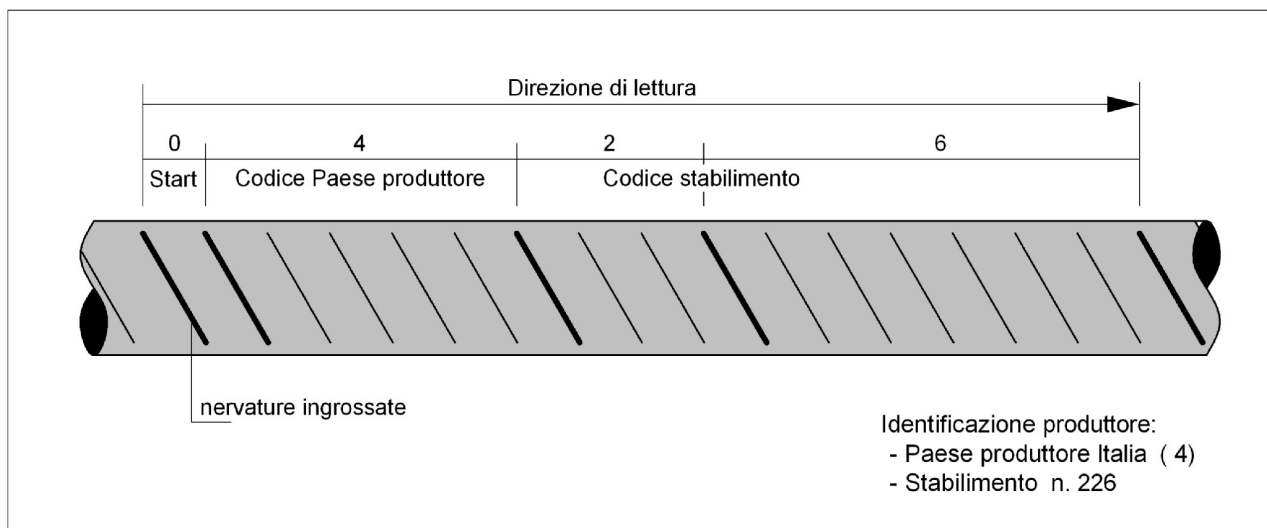 Direzione di lettura
0 4 2 6
Start Codice Paese produttore Codice stabilimento
nervature ingrossate
Identificazione produttore:
- Paese produttore Italia ( 4)
- Stabilimento n. 226